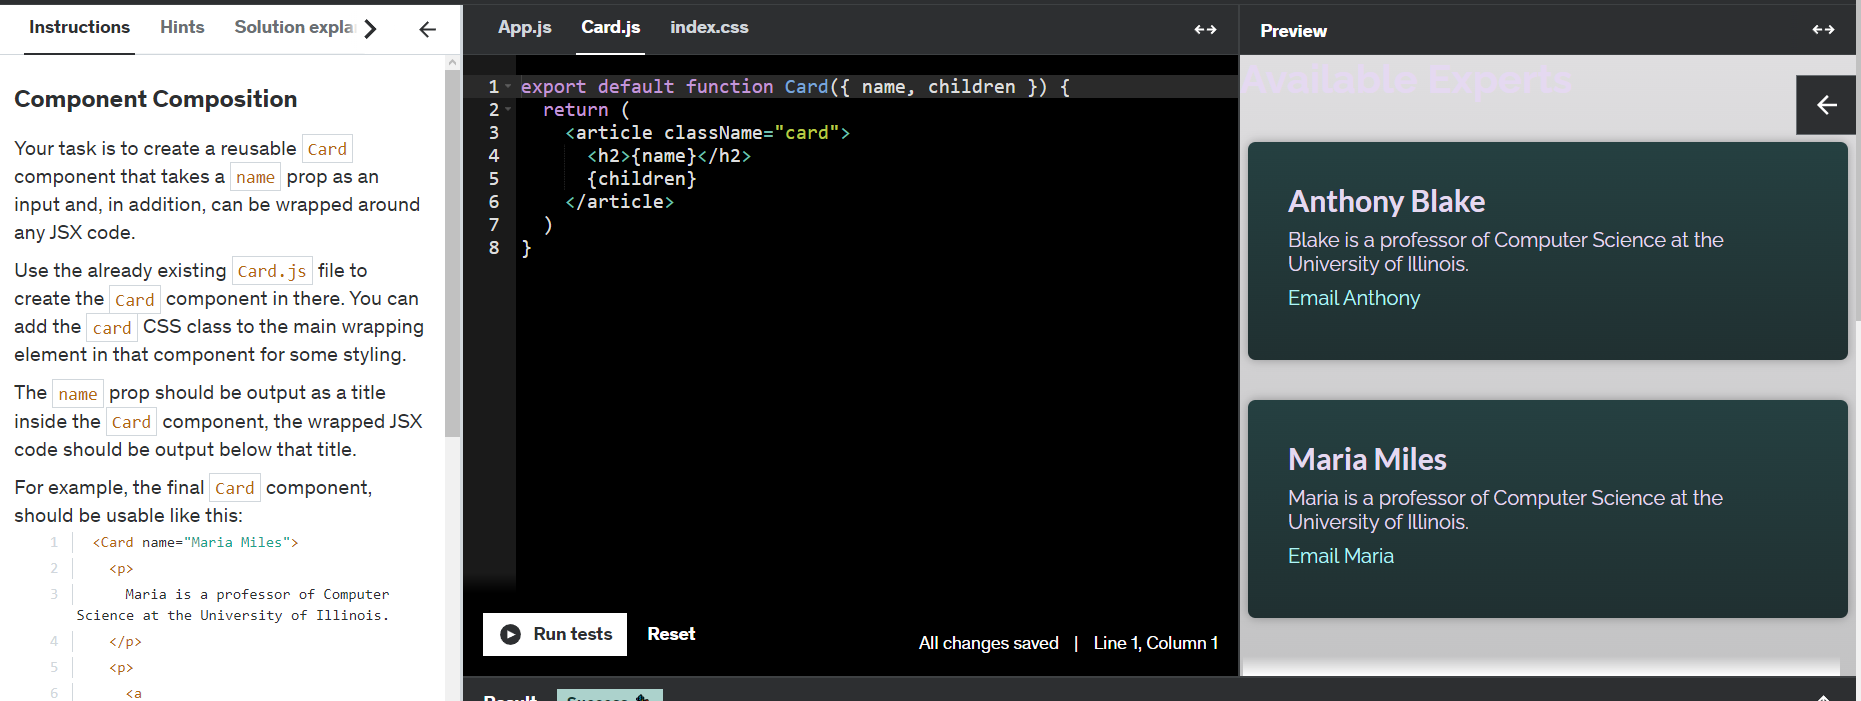 Instructions Hints Solution expla
Component Composition
Your task is to create a reusable Card
component that takes a name prop as an
input and, in addition, can be wrapped around
any JSX code.
Use the already existing Card.js file to
create the Card component in there. You can
add the card CSS class to the main wrapping
element in that component for some styling.
The name prop should be output as a title
inside the Card component, the wrapped JSX
code should be output below that title.
For example, the final Card component,
should be usable like this:
1 <Card name="Maria Miles">
2 <p>
3 Maria is a professor of Computer
Science at the University of Illinois.
4 </p>
5 <p>
6 <a
App.js Card.js index.css
1 export default function Card({ name, children }) {
2 return (
3 <article className="card">
4 <h2>{name}</h2>
5 {children}
6 </article>
7 )
8 }
Run tests Reset
All changes saved | Line 1, Column 1
Result Success
Preview
Available Experts
Anthony Blake
Blake is a professor of Computer Science at the
University of Illinois.
Email Anthony
Maria Miles
Maria is a professor of Computer Science at the
University of Illinois.
Email Maria